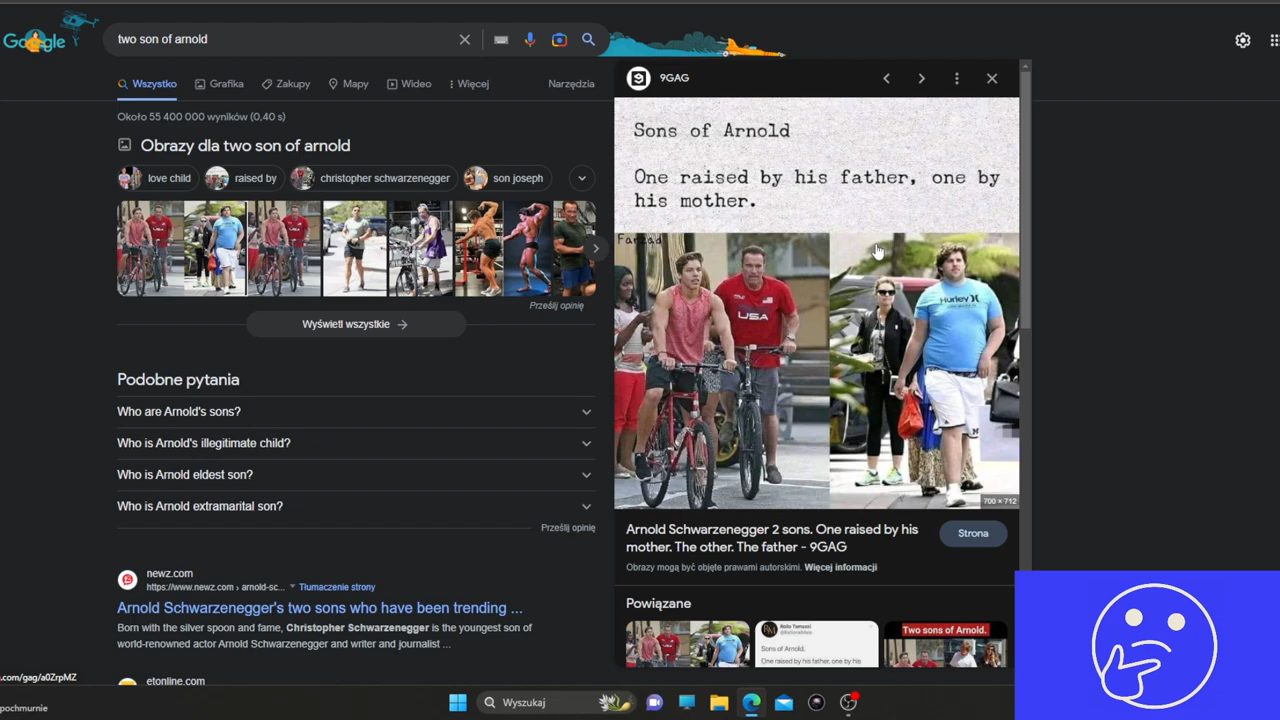 Google
two son of arnold
Wszystko
Grafika
Zakupy
Mapy
Wideo
Więcej
Narzędzia
Około 55 400 000 wyników (0,40 s)
Obrazy dla two son of arnold
love child
raised by
christopher schwarzenegger
son joseph
Prześlij opinię
Wyświetl wszystkie
Podobne pytania
Who are Arnold's sons?
Who is Arnold's illegitimate child?
Who is Arnold eldest son?
Who is Arnold extramarital son?
Prześlij opinię
newz.com
https://www.newz.com › arnold-sc...
Tłumaczenie strony
Arnold Schwarzenegger's two sons who have been trending ...
Born with the silver spoon and fame, Christopher Schwarzenegger is the youngest son of
world-renowned actor Arnold Schwarzenegger and writer and journalist ...
etonline.com
.com/gag/a0ZrpMZ
pochmurnie
9GAG
Sons of Arnold
One raised by his father, one by
his mother.
Farzad
USA
Hurley
700 × 712
Arnold Schwarzenegger 2 sons. One raised by his
mother. The other. The father - 9GAG
Strona
Obrazy mogą być objęte prawami autorskimi. Więcej informacji
Powiązane
Sons of Arnold.
One raised by his father, one by his
Two sons of Arnold.
Wyszukaj